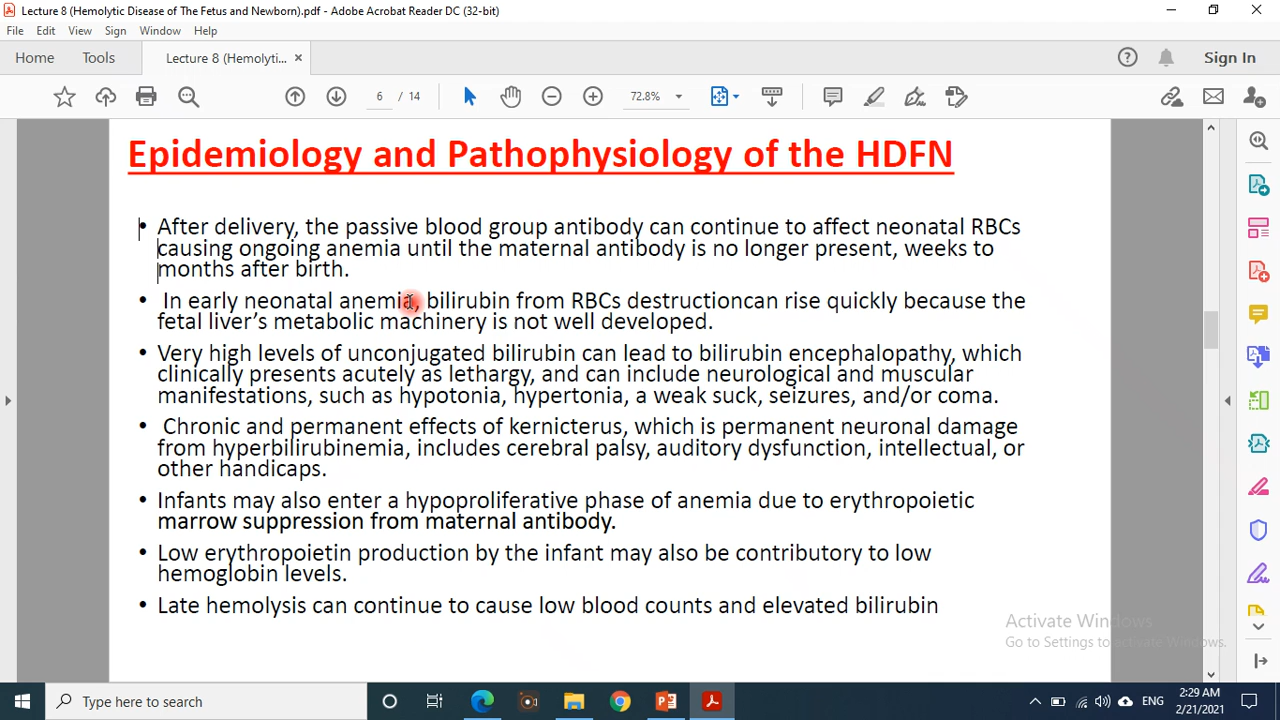 Lecture 8 (Hemolytic Disease of The Fetus and Newborn).pdf - Adobe Acrobat Reader DC (32-bit)
File Edit View Sign Window Help
Home Tools Lecture 8 (Hemolyti... × Sign In
6 / 14 72.8%
Epidemiology and Pathophysiology of the HDFN
• After delivery, the passive blood group antibody can continue to affect neonatal RBCs
causing ongoing anemia until the maternal antibody is no longer present, weeks to
months after birth.
• In early neonatal anemia, bilirubin from RBCs destructioncan rise quickly because the
fetal liver's metabolic machinery is not well developed.
• Very high levels of unconjugated bilirubin can lead to bilirubin encephalopathy, which
clinically presents acutely as lethargy, and can include neurological and muscular
manifestations, such as hypotonia, hypertonia, a weak suck, seizures, and/or coma.
• Chronic and permanent effects of kernicterus, which is permanent neuronal damage
from hyperbilirubinemia, includes cerebral palsy, auditory dysfunction, intellectual, or
other handicaps.
• Infants may also enter a hypoproliferative phase of anemia due to erythropoietic
marrow suppression from maternal antibody.
• Low erythropoietin production by the infant may also be contributory to low
hemoglobin levels.
• Late hemolysis can continue to cause low blood counts and elevated bilirubin
Activate Windows
Go to Settings to activate Windows.
Type here to search
ENG
2:29 AM
2/21/2021